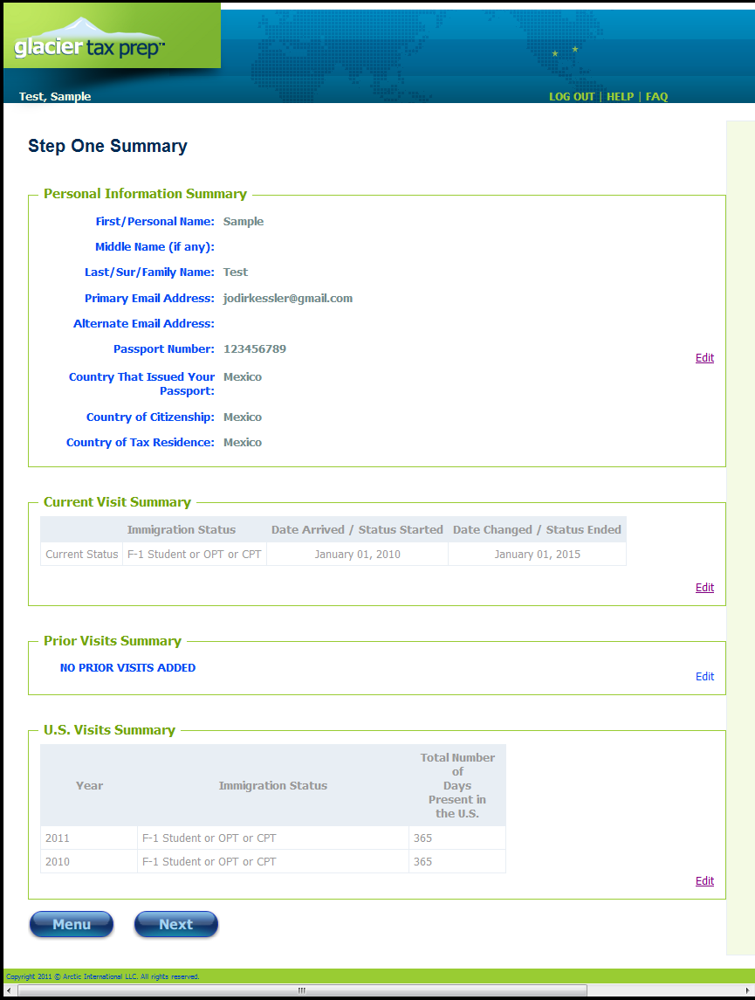 glacier tax prep™
Test, Sample
LOG OUT | HELP | FAQ
Step One Summary
Personal Information Summary
First/Personal Name: Sample
Middle Name (if any):
Last/Sur/Family Name: Test
Primary Email Address: jodirkessler@gmail.com
Alternate Email Address:
Passport Number: 123456789
Edit
Country That Issued Your Mexico
Passport:
Country of Citizenship: Mexico
Country of Tax Residence: Mexico
Current Visit Summary
Immigration Status Date Arrived / Status Started Date Changed / Status Ended
Current Status F-1 Student or OPT or CPT January 01, 2010 January 01, 2015
Edit
Prior Visits Summary
NO PRIOR VISITS ADDED
Edit
U.S. Visits Summary
Total Number
of
Days
Year Immigration Status
Present in
the U.S.
2011 F-1 Student or OPT or CPT 365
2010 F-1 Student or OPT or CPT 365
Edit
Menu Next
Copyright 2011 © Arctic International LLC. All rights reserved.